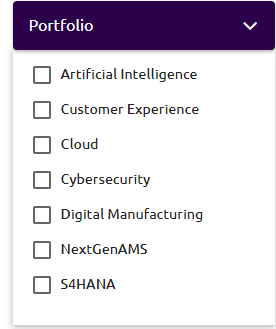 Portfolio
Artificial Intelligence
Customer Experience
Cloud
Cybersecurity
Digital Manufacturing
NextGenAMS
S4HANA